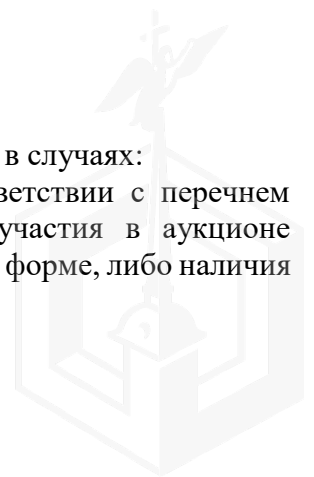 в случаях:
ветствии с перечнем
участия в аукционе
форме, либо наличия